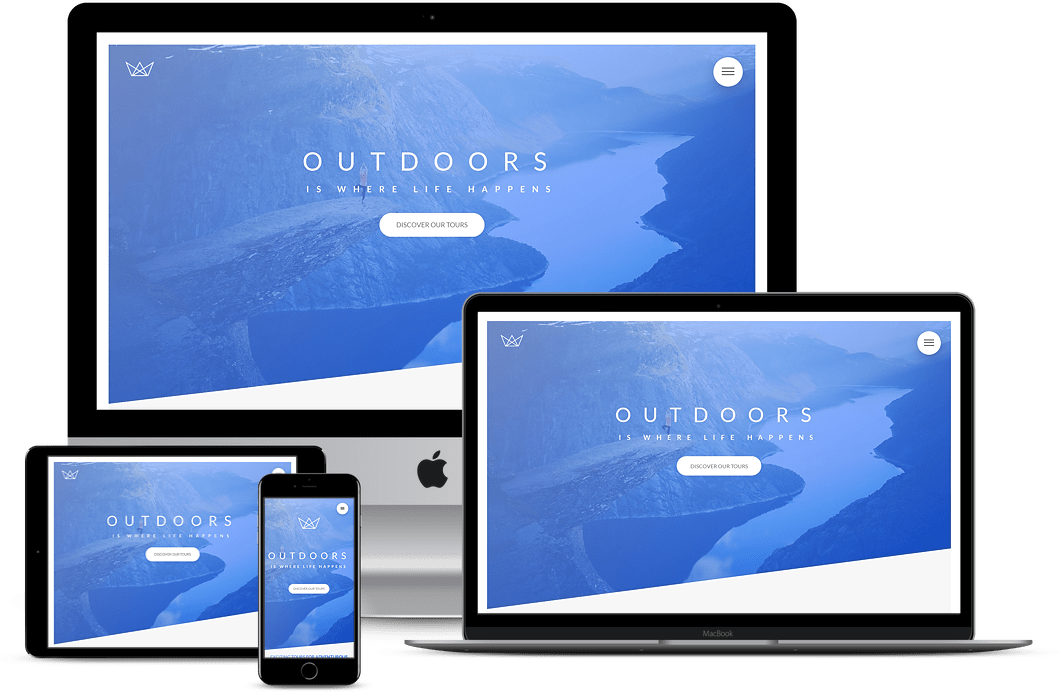 OUTDOORS
IS WHERE LIFE HAPPENS
DISCOVER OUR TOURS
OUTDOORS
IS WHERE LIFE HAPPENS
DISCOVER OUR TOURS
MacBook
OUTDOORS
IS WHERE LIFE HAPPENS
DISCOVER OUR TOURS
OUTDOORS
IS WHERE LIFE HAPPENS
DISCOVER OUR TOURS
EXCITING TOURS FOR ADVENTUROUS